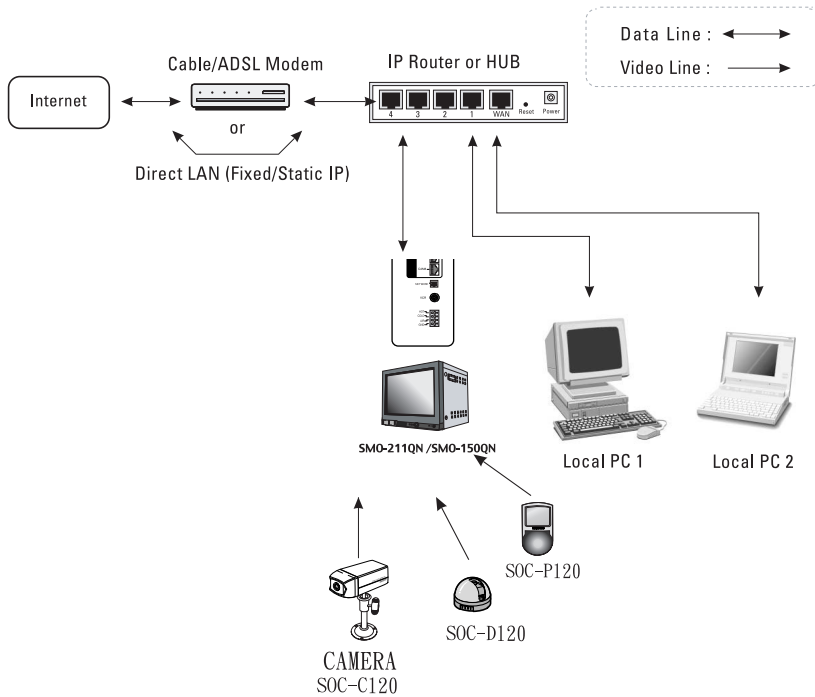 Data Line :
Video Line :
Cable/ADSL Modem
IP Router or HUB
Internet
4 3 2 1 WAN Reset Power
or
Direct LAN (Fixed/Static IP)
SMO-211QN /SMO-150QN
Local PC 1
Local PC 2
SOC-P120
SOC-D120
CAMERA
SOC-C120